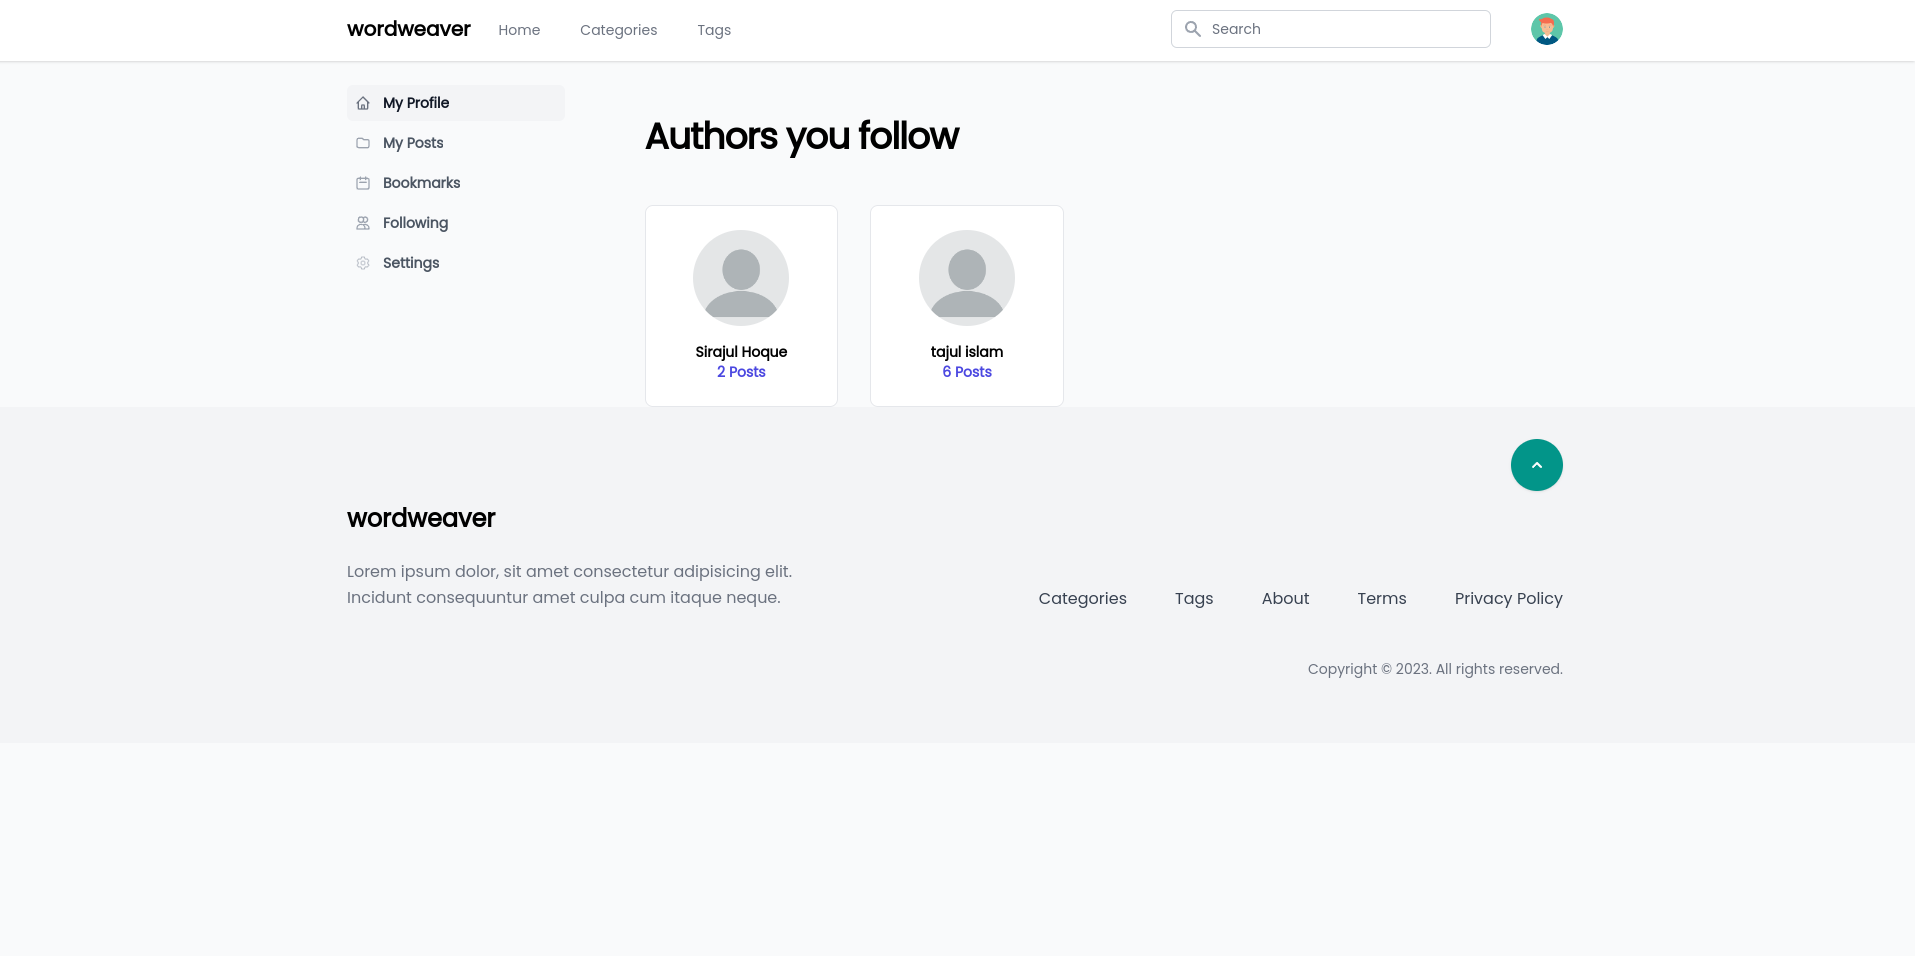 wordweaver
Home
Categories
Tags
Search
My Profile
My Posts
Bookmarks
Following
Settings
Authors you follow
Sirajul Hoque
2 Posts
tajul islam
6 Posts
wordweaver
Lorem ipsum dolor, sit amet consectetur adipisicing elit.
Incidunt consequuntur amet culpa cum itaque neque.
Categories
Tags
About
Terms
Privacy Policy
Copyright © 2023. All rights reserved.